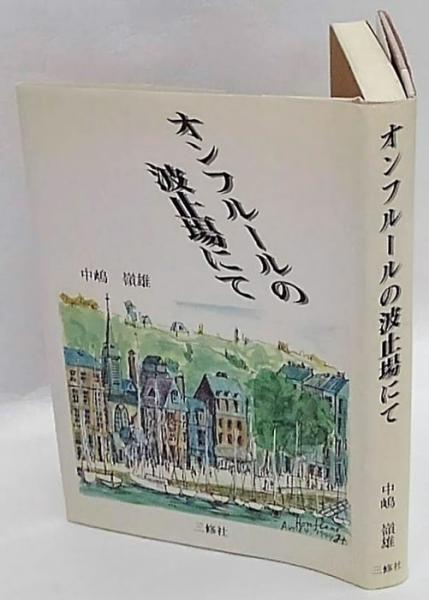 オンフルールの
波止場にて
中嶋 嶺雄
Honfleur
三修社
オンフルールの波止場にて
中嶋 嶺雄
三修社